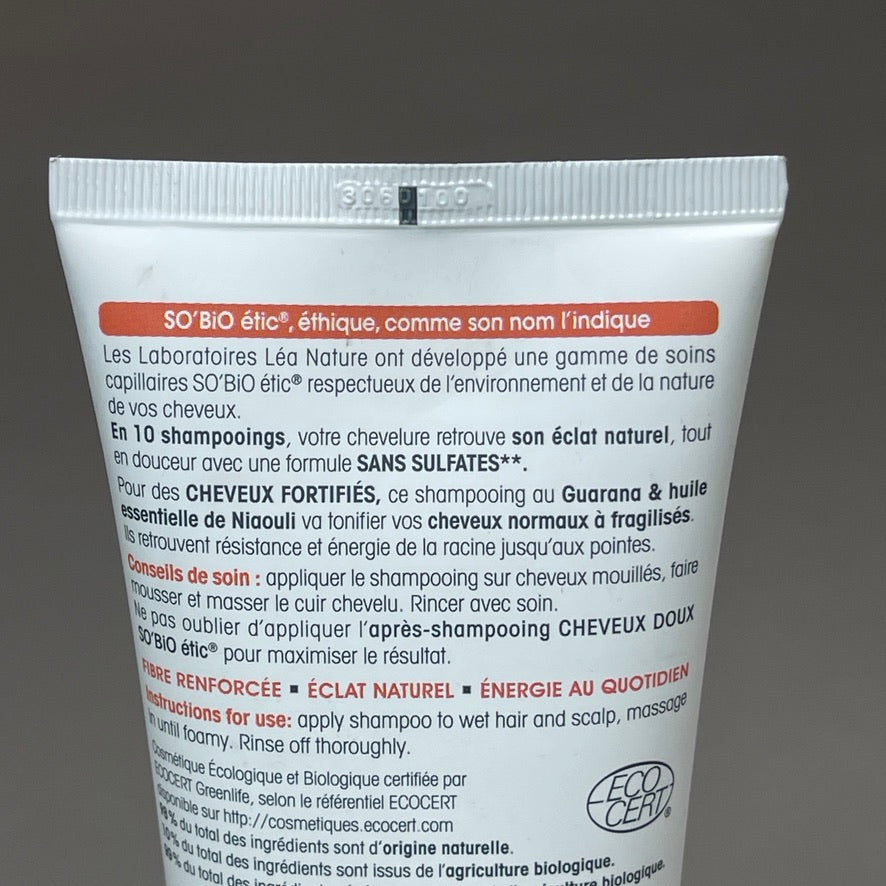 3060100
SO'BiO étic®, éthique, comme son nom l'indique
Les Laboratoires Léa Nature ont développé une gamme de soins
capillaires SO'BiO étic® respectueux de l'environnement et de la nature
de vos cheveux.
En 10 shampooings, votre chevelure retrouve son éclat naturel, tout
en douceur avec une formule SANS SULFATES**.
Pour des CHEVEUX FORTIFIÉS, ce shampooing au Guarana & huile
essentielle de Niaouli va tonifier vos cheveux normaux à fragilisés.
Ils retrouvent résistance et énergie de la racine jusqu'aux pointes.
Conseils de soin : appliquer le shampooing sur cheveux mouillés, faire
mousser et masser le cuir chevelu. Rincer avec soin.
Ne pas oublier d'appliquer l'après-shampooing CHEVEUX DOUX
SO'BiO étic® pour maximiser le résultat.
FIBRE RENFORCÉE ▪ ÉCLAT NATUREL ▪ ÉNERGIE AU QUOTIDIEN
Instructions for use: apply shampoo to wet hair and scalp, massage
in until foamy. Rinse off thoroughly.
Cosmétique Écologique et Biologique certifiée par
ECOCERT Greenlife, selon le référentiel ECOCERT
disponible sur http://cosmetiques.ecocert.com
ECO
CERT®
98% du total des ingrédients sont d'origine naturelle.
10% du total des ingrédients sont issus de l'agriculture biologique.
% du total des biologique.